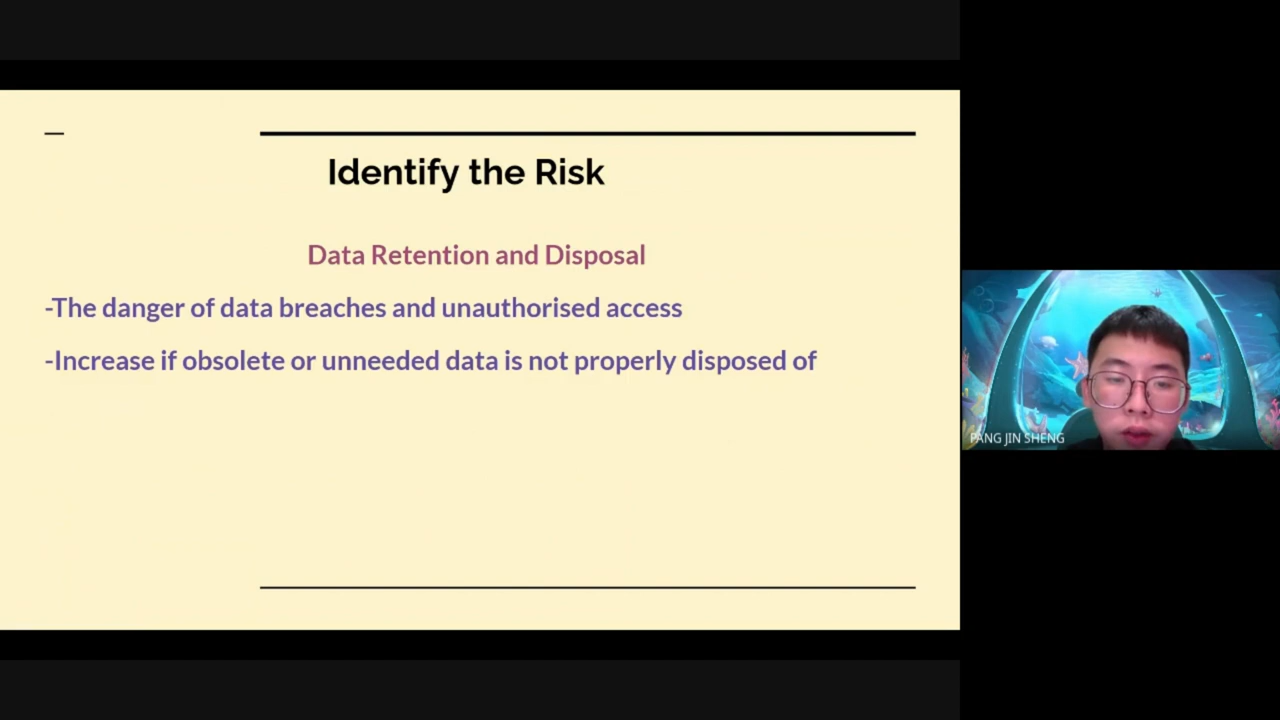 Identify the Risk
Data Retention and Disposal
-The danger of data breaches and unauthorised access
-Increase if obsolete or unneeded data is not properly disposed of
PANG JIN SHENG